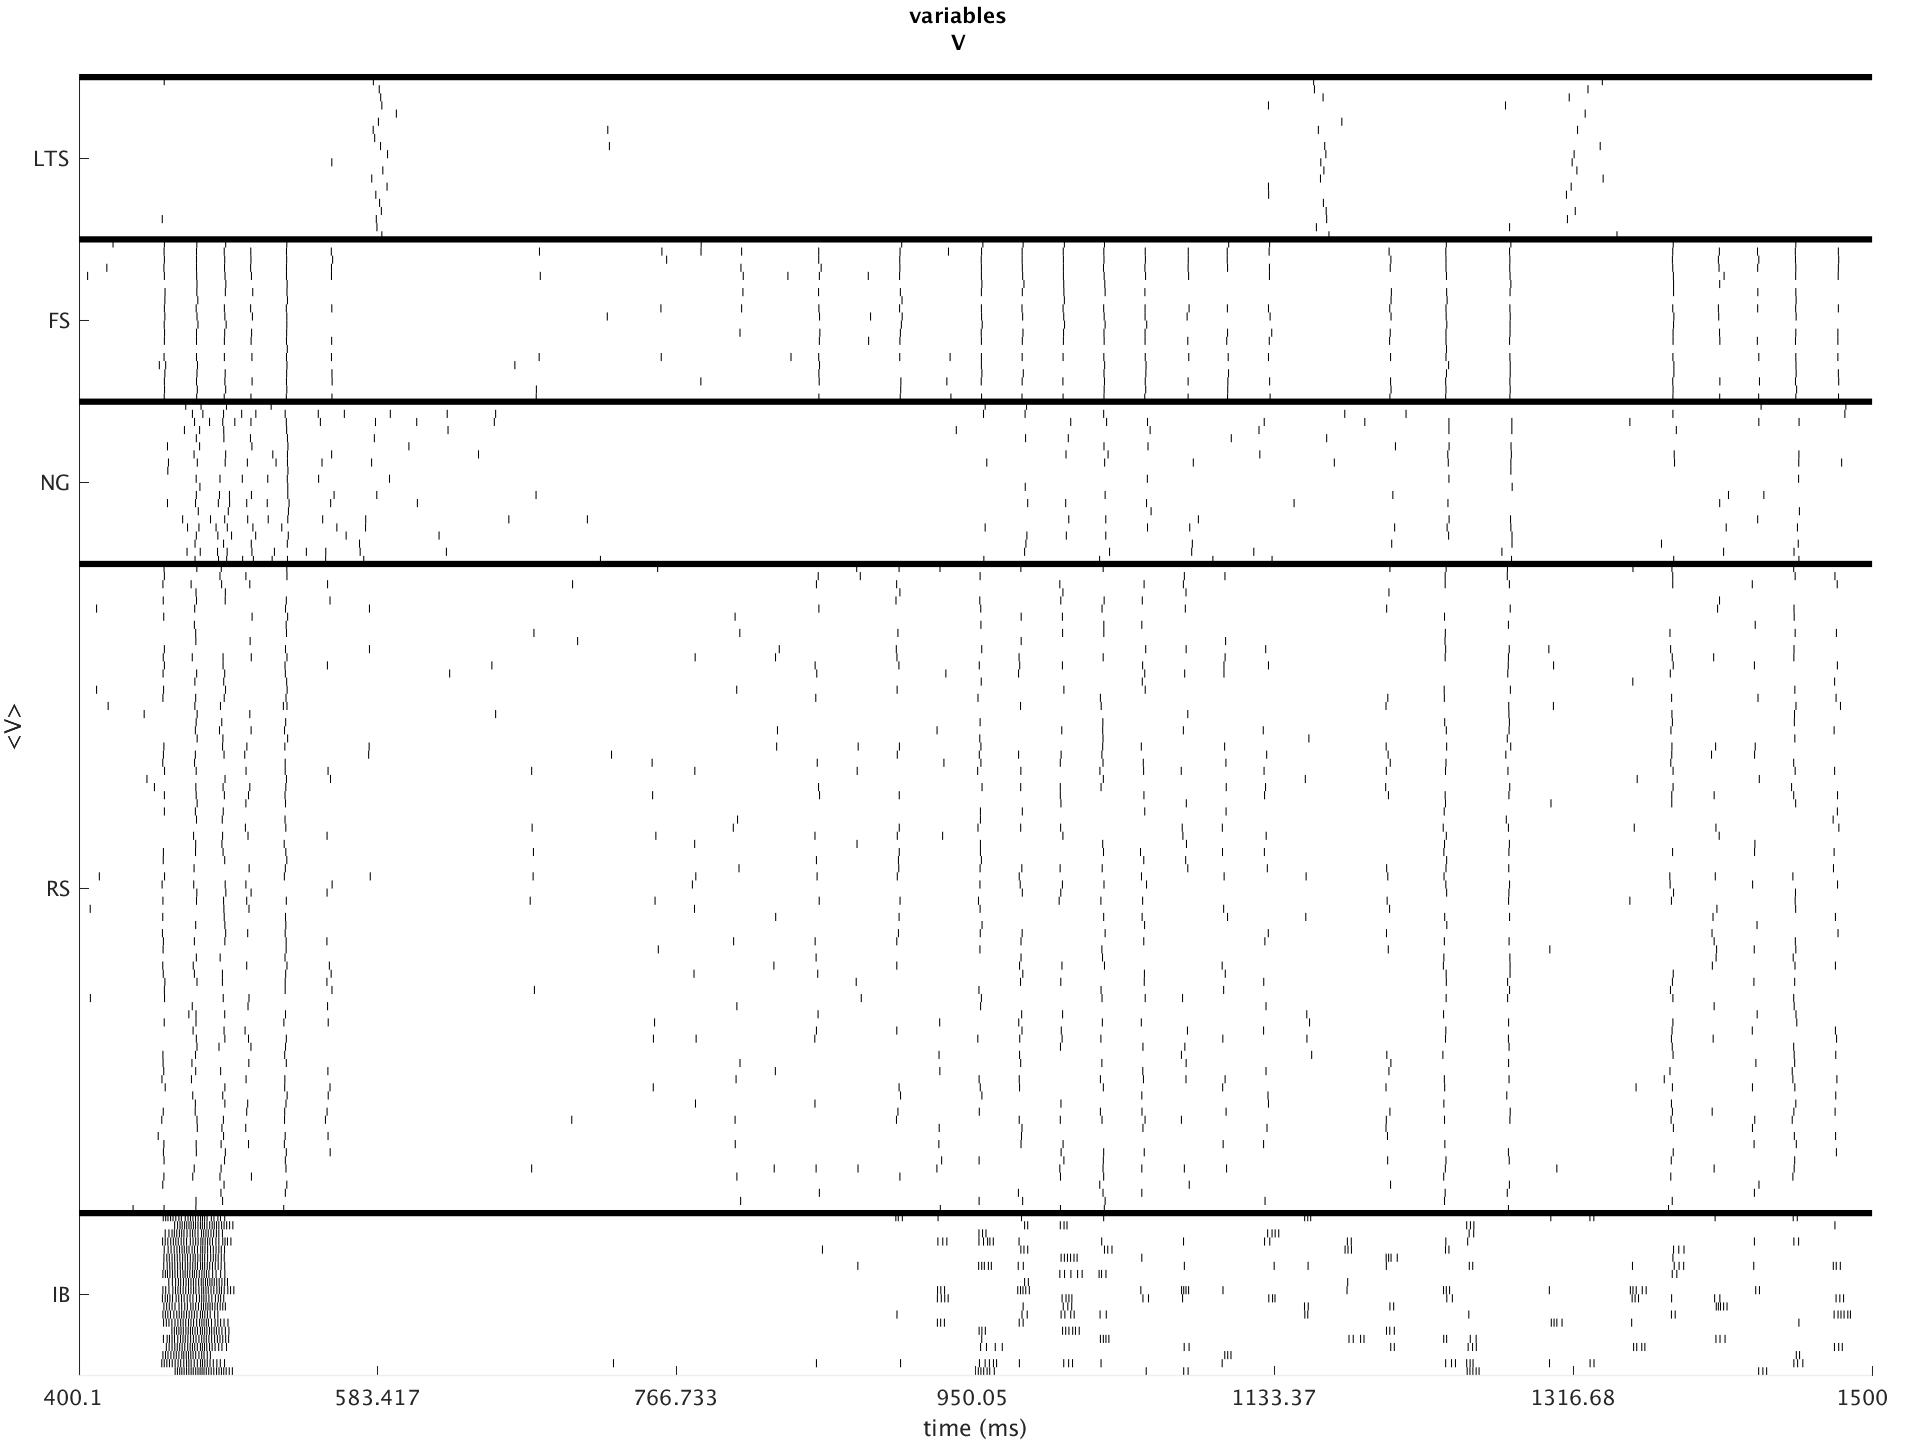 variables
V
LTS
FS
NG
<V>
RS
IB
400.1 583.417 766.733 950.05 1133.37 1316.68 1500
time (ms)